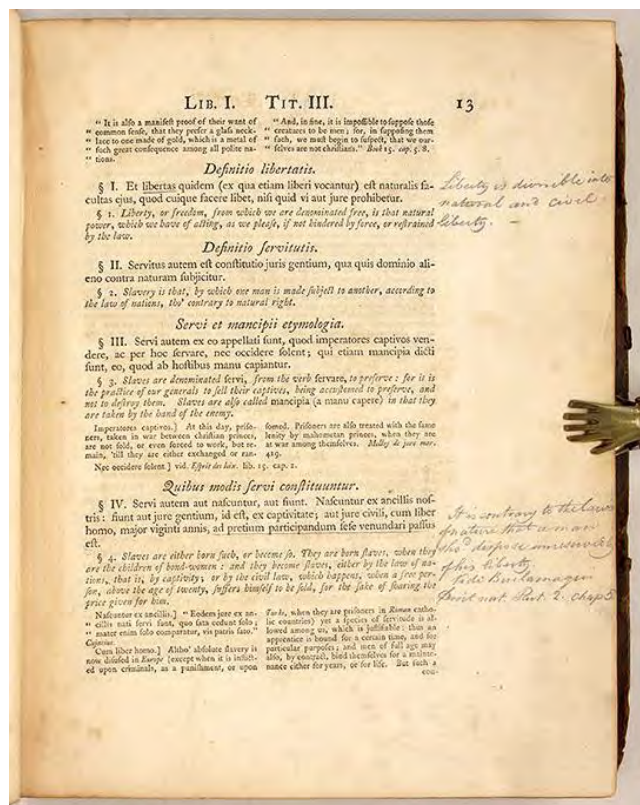 LIB. I. TIT. III. 13
" It is alſo a manifeſt proof of their want of
" common ſenſe, that they prefer a glaſs neck-
" lace to one made of gold, which is a metal of
" ſuch great conſequence among all polite na-
" tions.
" And, in fine, it is impoſſible to ſuppoſe thoſe
" creatures to be men; for, in ſuppoſing them
" ſuch, we muſt begin to ſuſpect, that we our-
" ſelves are not chriſtians." Book 15. cap. 5. 8.
Definitio libertatis.
§ I. Et libertas quidem (ex qua etiam liberi vocantur) eſt naturalis fa-
cultas ejus, quod cuique facere libet, niſi quid vi aut jure prohibetur.
§ 1. Liberty, or freedom, from which we are denominated free, is that natural
power, which we have of acting, as we pleaſe, if not hindered by force, or reſtrained
by the law.
Liberty is divisible into
natural and civil
liberty. –
Definitio ſervitutis.
§ II. Servitus autem eſt conſtitutio juris gentium, qua quis dominio ali-
eno contra naturam ſubjicitur.
§ 2. Slavery is that, by which one man is made ſubject to another, according to
the law of nations, tho' contrary to natural right.
Servi et mancipii etymologia.
§ III. Servi autem ex eo appellati ſunt, quod imperatores captivos ven-
dere, ac per hoc ſervare, nec occidere ſolent; qui etiam mancipia dicti
ſunt, eo, quod ab hoſtibus manu capiantur.
§ 3. Slaves are denominated ſervi, from the verb ſervare, to preſerve: for it is
the practice of our generals to ſell their captives, being accuſtomed to preſerve, and
not to deſtroy them. Slaves are alſo called mancipia (a manu capere) in that they
are taken by the hand of the enemy.
Imperatores captivos.] At this day, priſo-
ners, taken in war between chriſtian princes,
are not ſold, or even forced to work, but re-
main, 'till they are either exchanged or ran-
ſomed. Priſoners are alſo treated with the ſame
lenity by mahometan princes, when they are
at war among themſelves. Molloy de jure mar.
419.
Nec occidere ſolent.] vid. Eſprit des loix. lib. 15. cap. 2.
Quibus modis ſervi conſtituuntur.
§ IV. Servi autem aut naſcuntur, aut fiunt. Naſcuntur ex ancillis noſ-
tris: fiunt aut jure gentium, id eſt, ex captivitate; aut jure civili, cum liber
homo, major viginti annis, ad pretium participandum ſeſe venundari paſſus
eſt.
§ 4. Slaves are either born ſuch, or become ſo. They are born ſlaves, when they
are the children of bond-women: and they become ſlaves, either by the law of na-
tions, that is, by captivity; or by the civil law, which happens, when a free per-
ſon, above the age of twenty, ſuffers himſelf to be ſold, for the ſake of ſharing the
price given for him.
It is contrary to the laws
of nature that a man
sho'd dispose
of his liberty
vide Burlamaqui
Part. 2. Chap 5
Naſcuntur ex ancillis.] " Eodem jure ex an-
" cillis nati ſervi ſunt, quo ſata cedunt ſolo;
" mater enim ſolo comparatur, vis patris ſato."
Cujacius.
Cum liber homo.] Altho' abſolute ſlavery is
now diſuſed in Europe (except when it is inflict-
ed upon criminals, as a puniſhment, or upon
Turks, when they are priſoners in Roman catho-
lic countries) yet a ſpecies of ſervitude is al-
lowed among us, which is juſtifiable: thus an
apprentice is bound for a certain time, and for
particular purpoſes; and men of full age may
alſo, by contract, bind themſelves for a mainte-
nance either for years, or for life. But ſuch a
con-